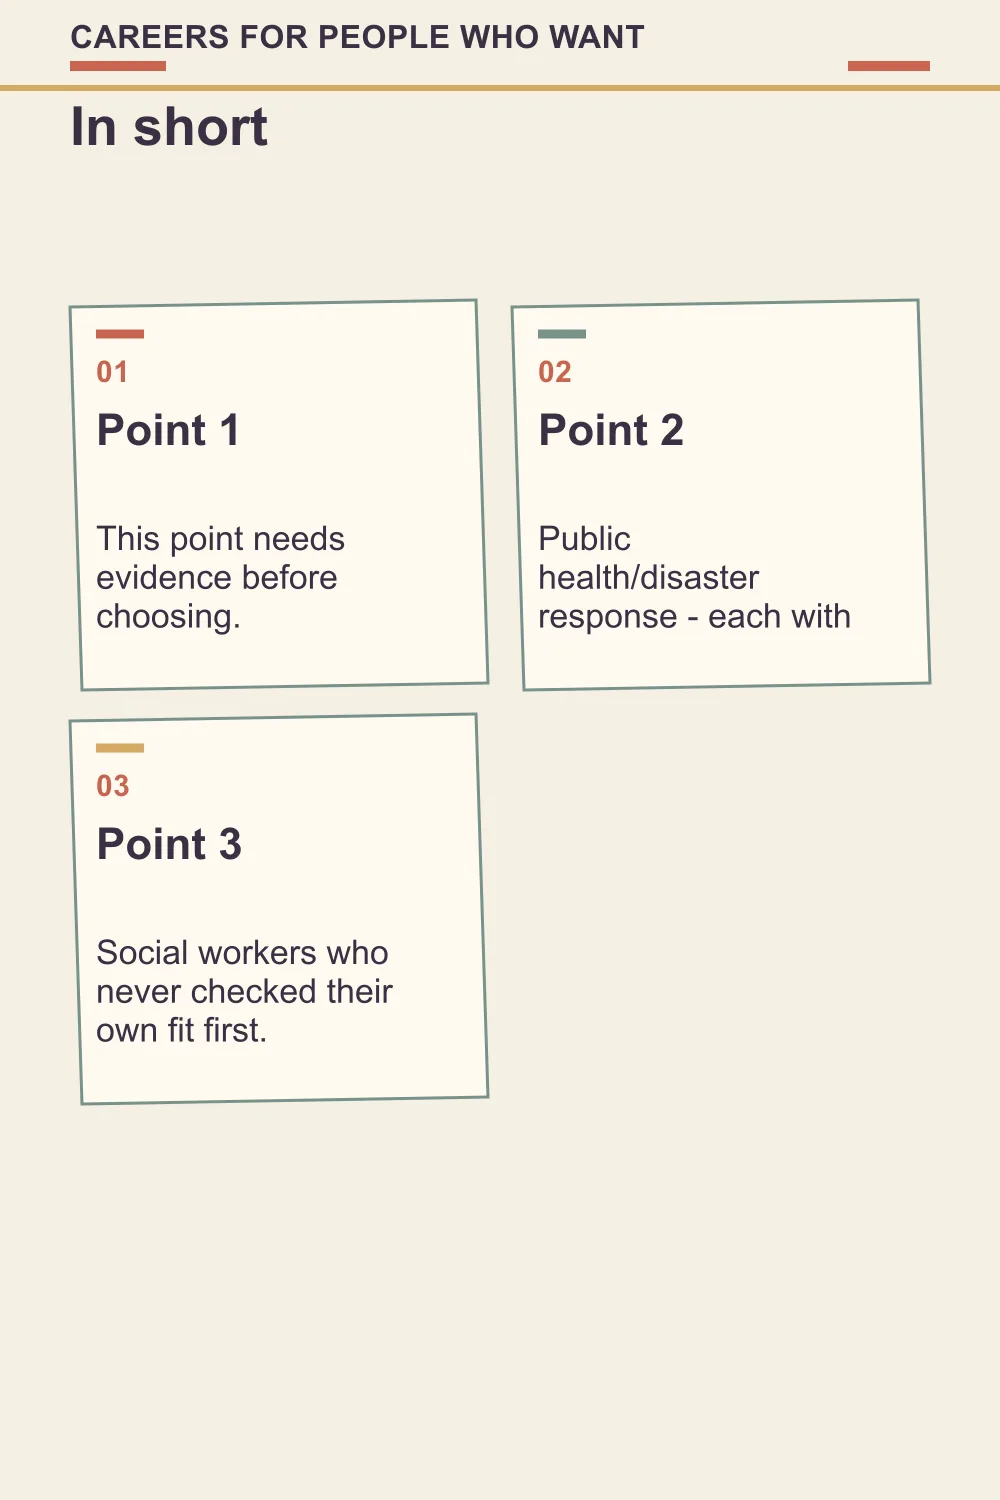 CAREERS FOR PEOPLE WHO WANT
In short
01
Point 1
This point needs
evidence before
choosing.
02
Point 2
Public
health/disaster
response - each with
03
Point 3
Social workers who
never checked their
own fit first.